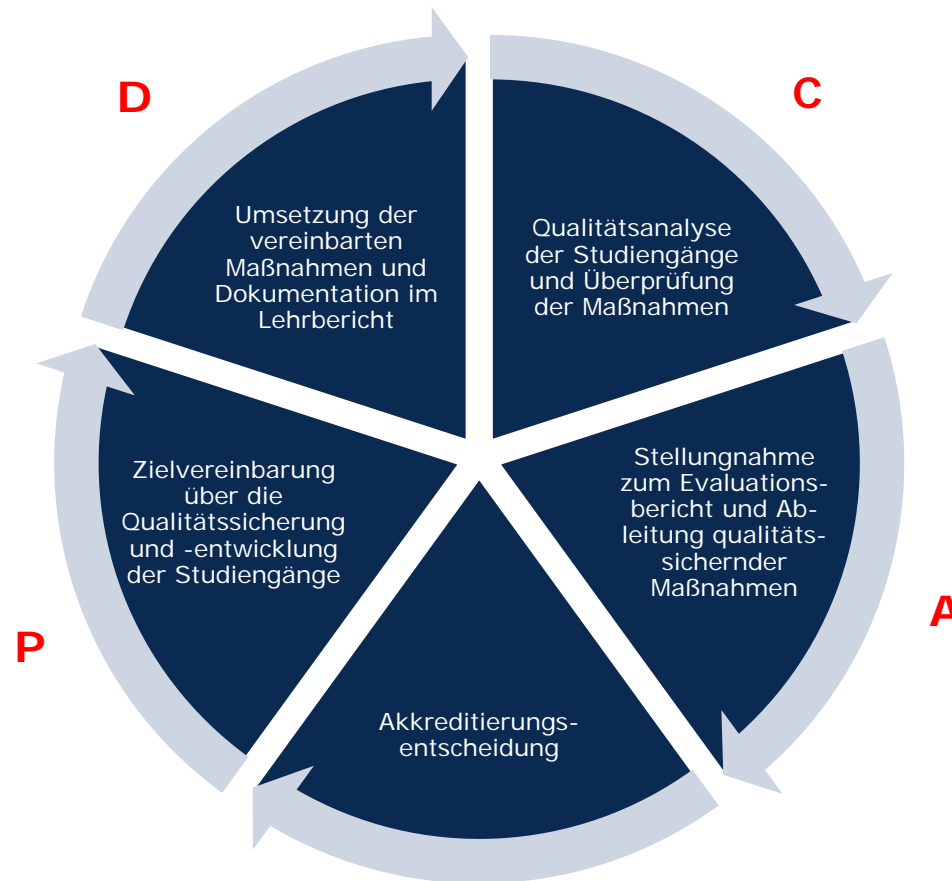 D
C
Umsetzung der
vereinbarten
Maßnahmen und
Dokumentation im
Lehrbericht
Qualitätsanalyse
der Studiengänge
und Überprüfung
der Maßnahmen
Stellungnahme
zum Evaluations-
bericht und Ab-
leitung qualitäts-
sichernder
Maßnahmen
Zielvereinbarung
über die
Qualitätssicherung
und -entwicklung
der Studiengänge
A
P
Akkreditierungs-
entscheidung